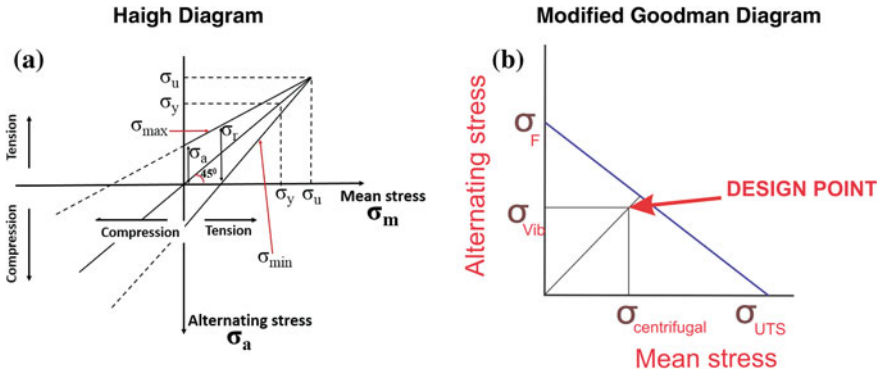 Haigh Diagram
(a)
σu
σy
σmax
σr
σa
45⁰
Tension
Compression
σy
σu
Mean stress
σm
Compression
Tension
σmin
Alternating stress
σa
Modified Goodman Diagram
(b)
Alternating stress
σF
DESIGN POINT
σVib
σcentrifugal
σUTS
Mean stress